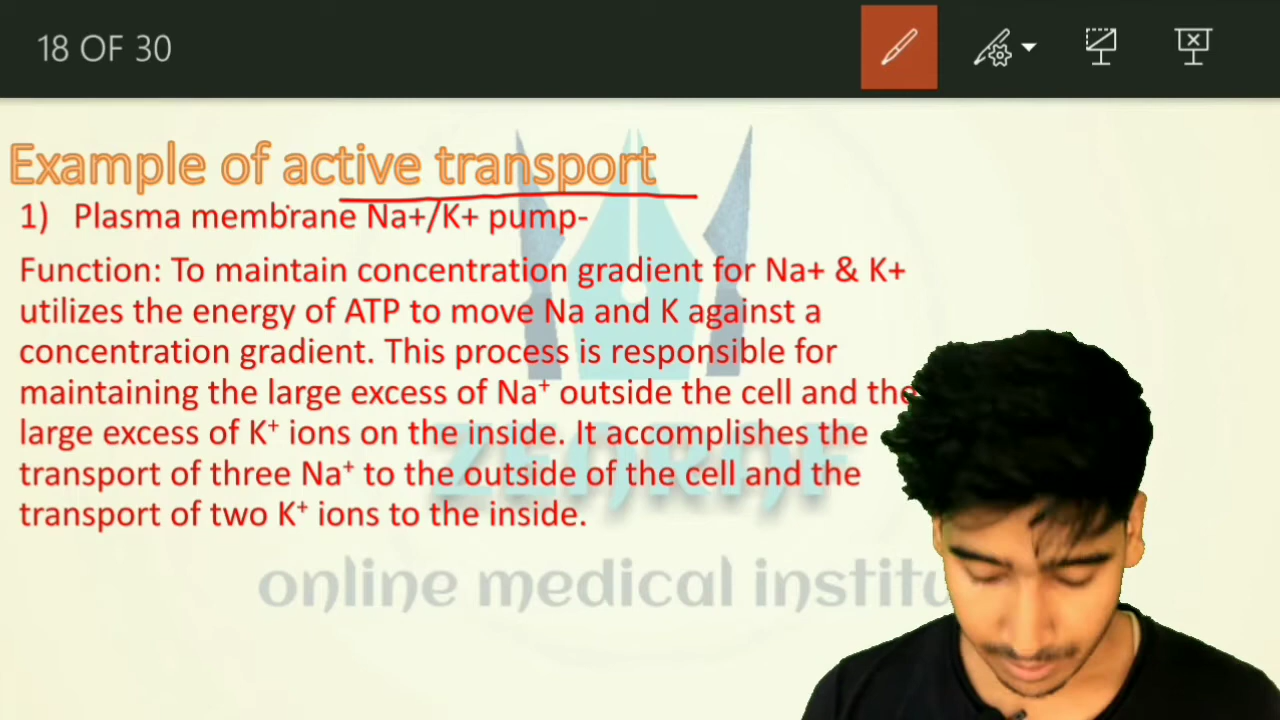 18 OF 30
Example of active transport
1) Plasma membrane Na+/K+ pump-
Function: To maintain concentration gradient for Na+ & K+
utilizes the energy of ATP to move Na and K against a
concentration gradient. This process is responsible for
maintaining the large excess of Na⁺ outside the cell and the
large excess of K⁺ ions on the inside. It accomplishes the
transport of three Na⁺ to the outside of the cell and the
transport of two K⁺ ions to the inside.
online medical